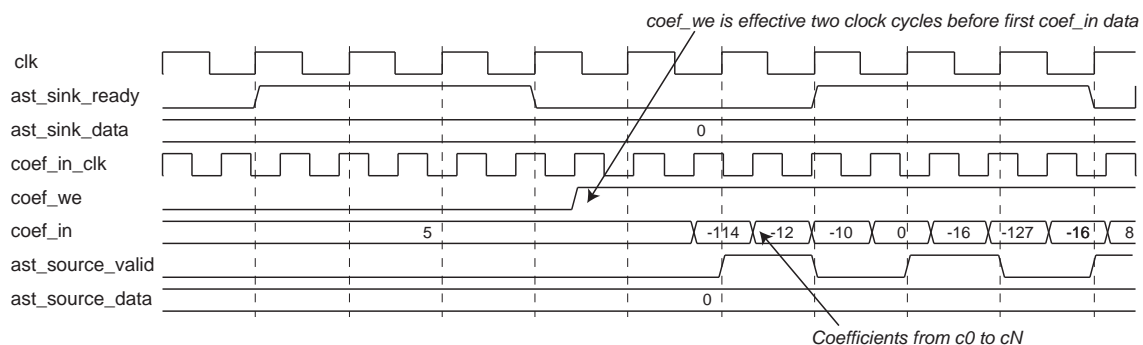 coef_we is effective two clock cycles before first coef_in data
clk
ast_sink_ready
ast_sink_data 0
coef_in_clk
coef_we
coef_in 5 -114 -12 -10 0 -16 -127 -16 8
ast_source_valid
ast_source_data 0
Coefficients from c0 to cN